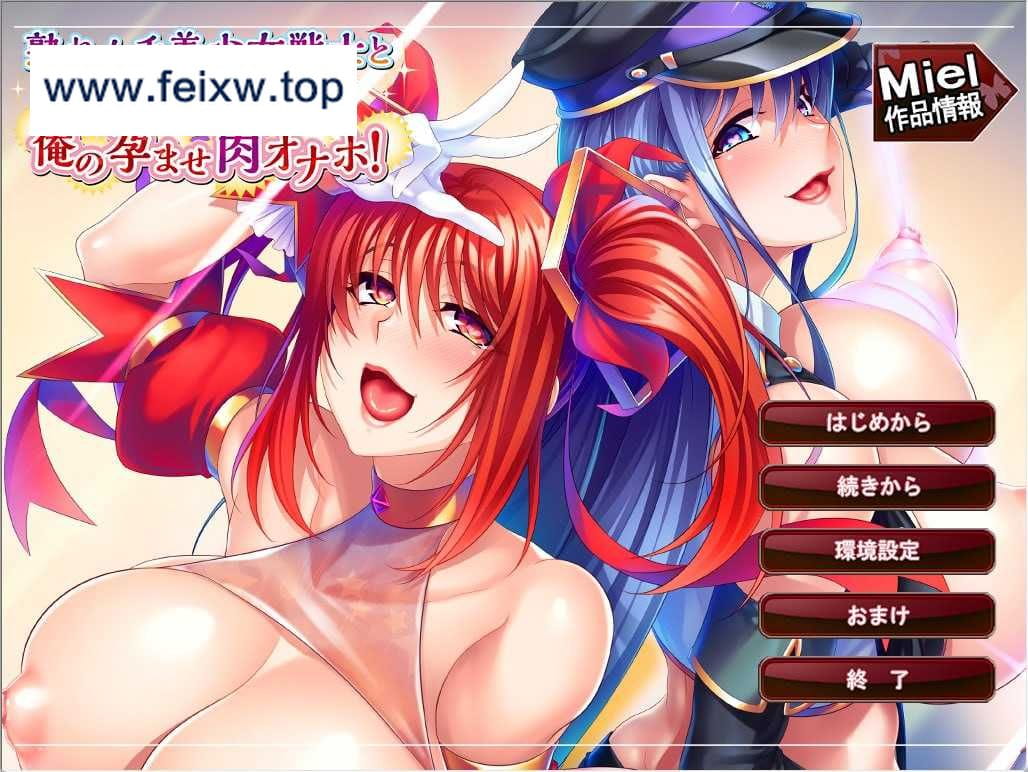 www.feixw.top
俺の孕ませ肉オナホ!
Miel
作品情報
はじめから
続きから
環境設定
おまけ
終 了